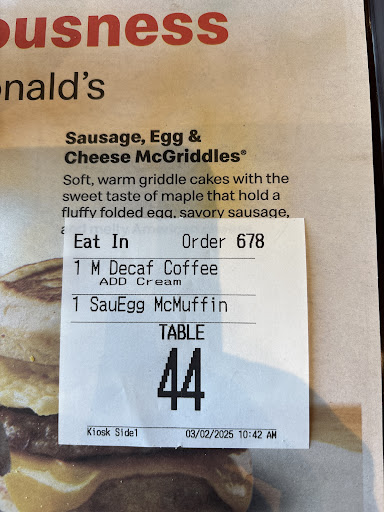 ousness
nald's
Sausage, Egg &
Cheese McGriddles®
Soft, warm griddle cakes with the
sweet taste of maple that hold a
fluffy folded egg, savory sausage,
Eat In Order 678
1 M Decaf Coffee
ADD Cream
1 SauEgg McMuffin
TABLE
44
Kiosk Side1 03/02/2025 10:42 AM